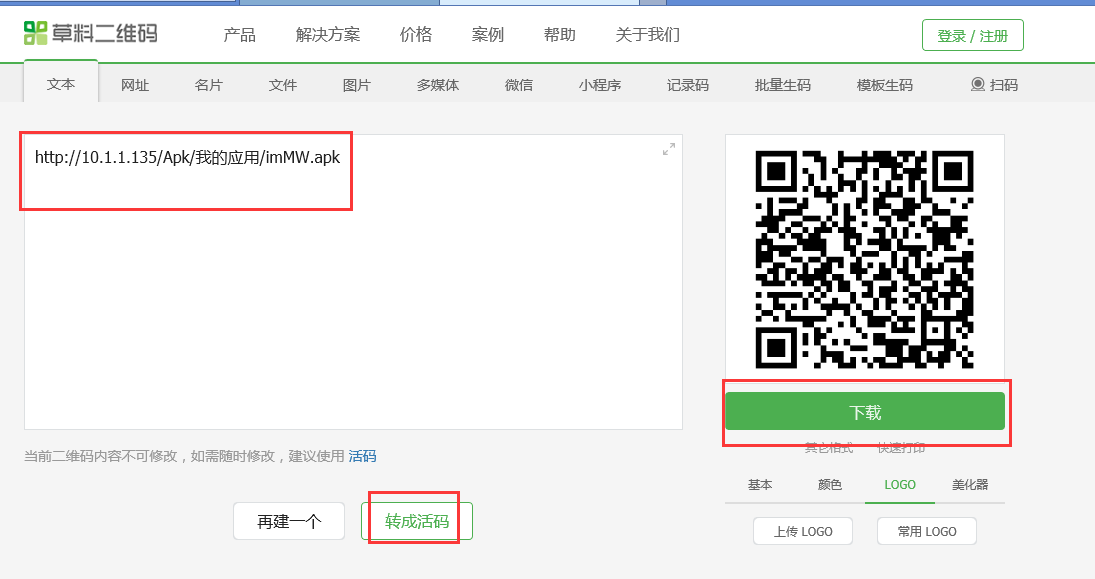 草料二维码
产品 解决方案 价格 案例 帮助 关于我们 登录 / 注册
文本 网址 名片 文件 图片 多媒体 微信 小程序 记录码 批量生码 模板生码 扫码
http://10.1.1.135/Apk/我的应用/imMW.apk
下载
其它格式 快速打印
当前二维码内容不可修改，如需随时修改，建议使用 活码
基本 颜色 LOGO 美化器
再建一个 转成活码
上传 LOGO 常用 LOGO